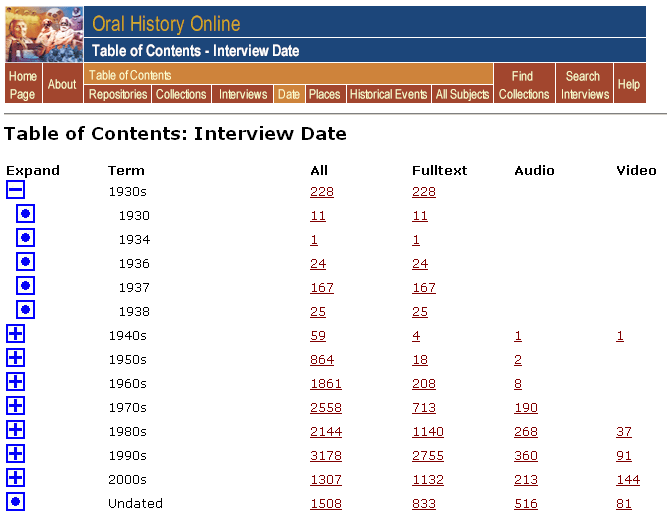 Oral History Online
Table of Contents - Interview Date
Home Page About Table of Contents Find Collections Search Interviews Help
Repositories Collections Interviews Date Places Historical Events All Subjects
Table of Contents: Interview Date
Expand Term All Fulltext Audio Video
1930s 228 228
1930 11 11
1934 1 1
1936 24 24
1937 167 167
1938 25 25
1940s 59 4 1 1
1950s 864 18 2
1960s 1861 208 8
1970s 2558 713 190
1980s 2144 1140 268 37
1990s 3178 2755 360 91
2000s 1307 1132 213 144
Undated 1508 833 516 81